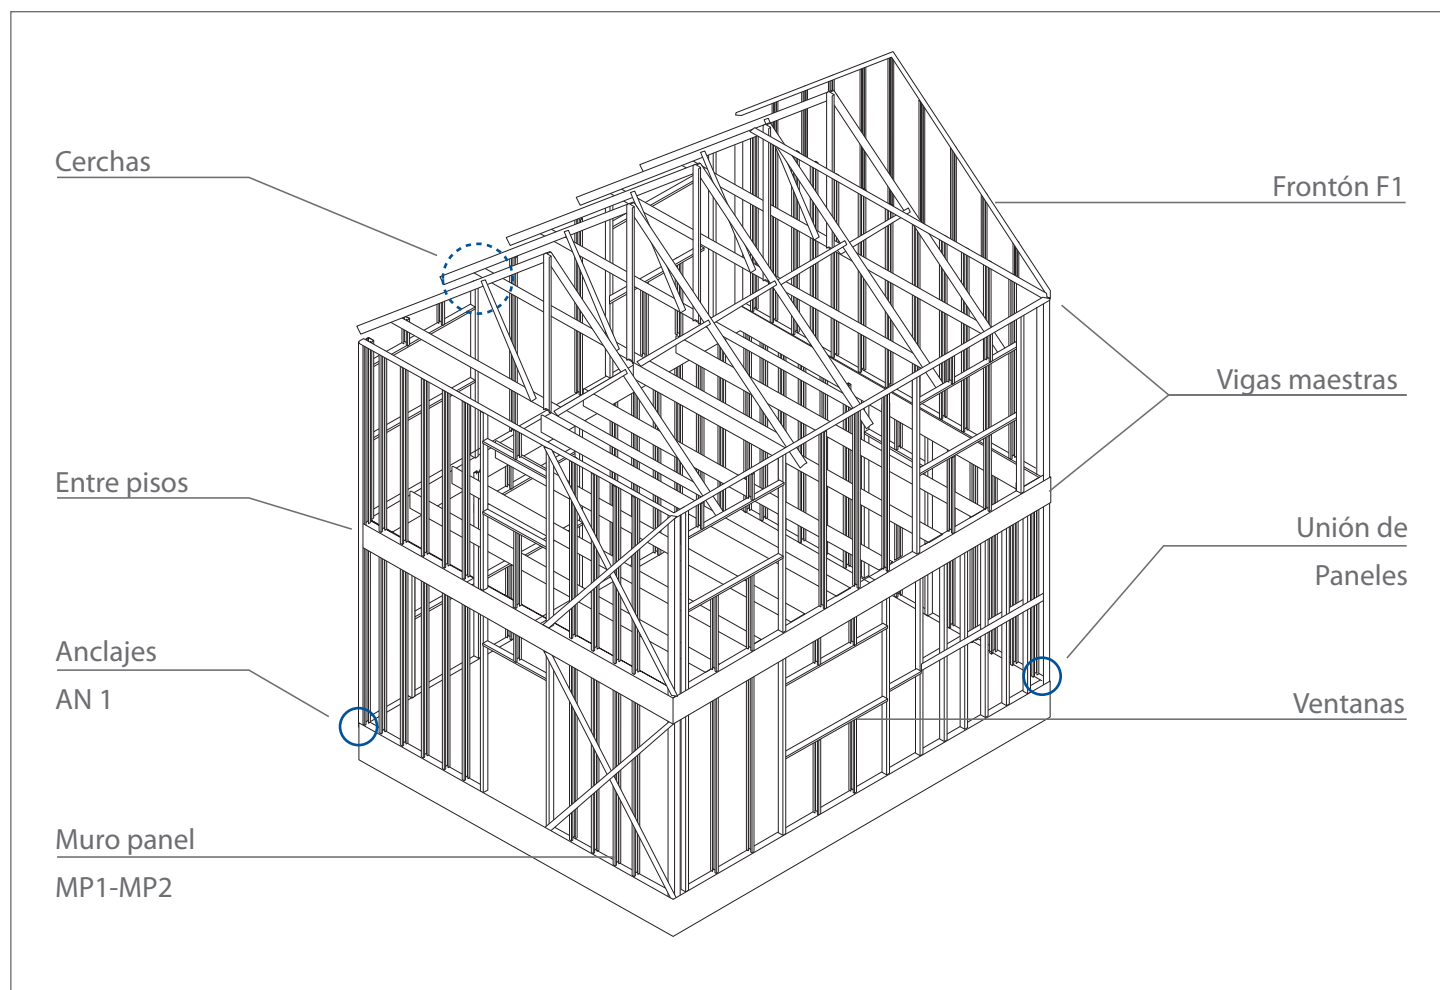 Cerchas
Frontón F1
Vigas maestras
Entre pisos
Unión de
Paneles
Anclajes
AN 1
Ventanas
Muro panel
MP1-MP2